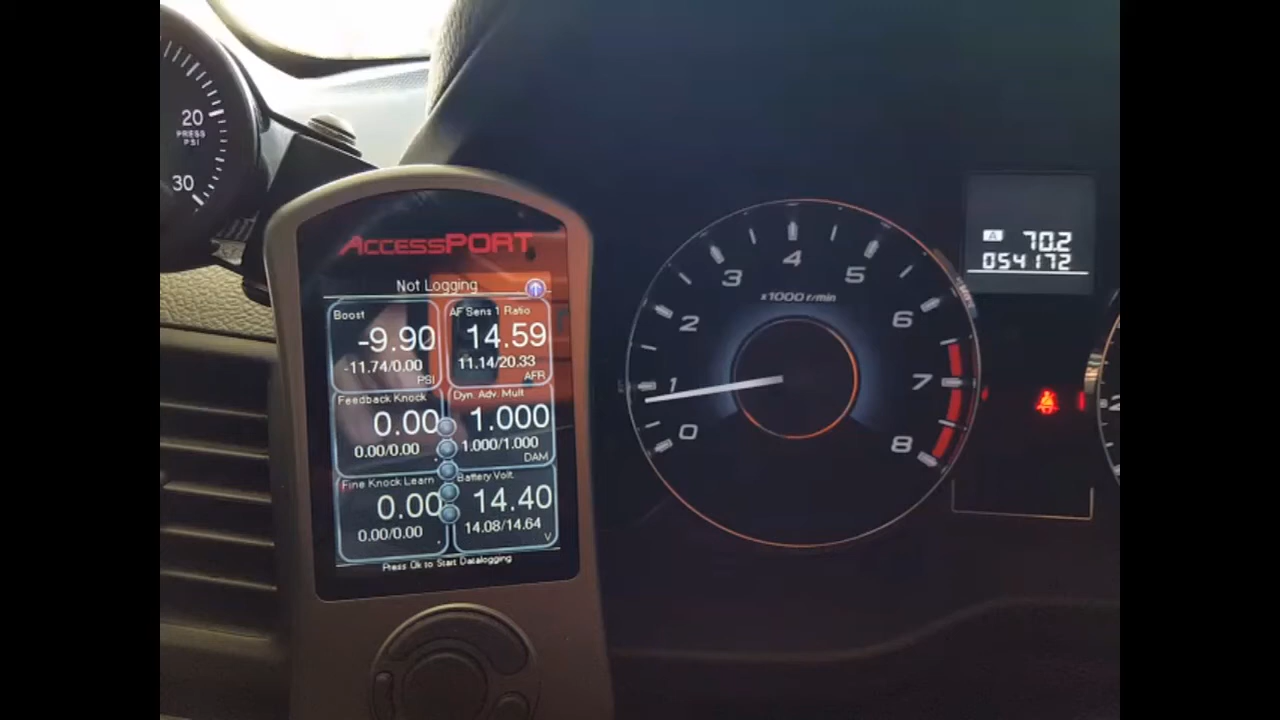 20
PRESS
PSI
30
AccessPORT
Not Logging
Boost
-9.90
-11.74/0.00
PSI
AF Sens 1 Ratio
14.59
11.14/20.33
AFR
Feedback Knock
0.00
0.00/0.00
Dyn. Adv. Mult
1.000
1.000/1.000
DAM
Fine Knock Learn
0.00
0.00/0.00
Battery Volt.
14.40
14.08/14.64
V
Press Ok to Start Datalogging
0
1
2
3
4
5
6
7
8
x1000 r/min
A 70.2
054172